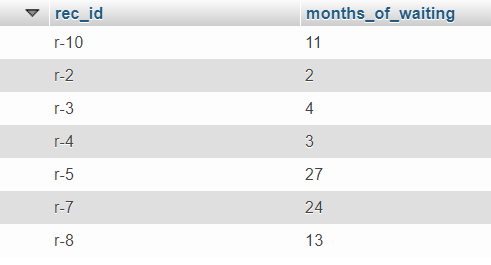 rec_id months_of_waiting
r-10 11
r-2 2
r-3 4
r-4 3
r-5 27
r-7 24
r-8 13